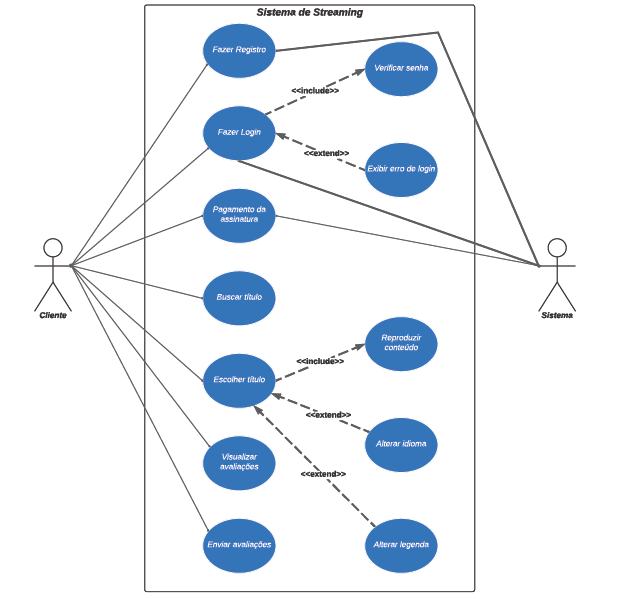 Sistema de Streaming
Fazer Registro
Verificar senha
<<include>>
Fazer Login
<<extend>>
Exibir erro de login
Pagamento da
assinatura
Cliente
Sistema
Buscar título
Reproduzir
conteúdo
<<include>>
Escolher título
<<extend>>
Alterar idioma
Visualizar
avaliações
<<extend>>
Enviar avaliações
Alterar legenda